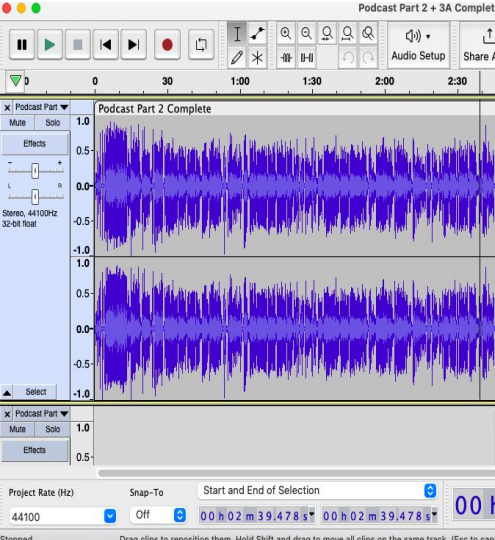 Podcast Part 2 + 3A Complet
Audio Setup
Share A
0
0 30 1:00 1:30 2:00 2:30
Podcast Part
Podcast Part 2 Complete
Mute Solo
Effects
- +
L R
Stereo, 44100Hz
32-bit float
1.0
0.5-
0.0-
-0.5-
-1.0
1.0
0.5-
0.0-
-0.5-
-1.0
Select
Podcast Part
Mute Solo
Effects
1.0
0.5-
Project Rate (Hz)
Snap-To
Start and End of Selection
44100
Off
00 h 02 m 39.478 s
00 h 02 m 39.478 s
00 h
Stopped.
Drag clips to reposition them. Hold Shift and drag to move all clips on the same track. (Esc to can